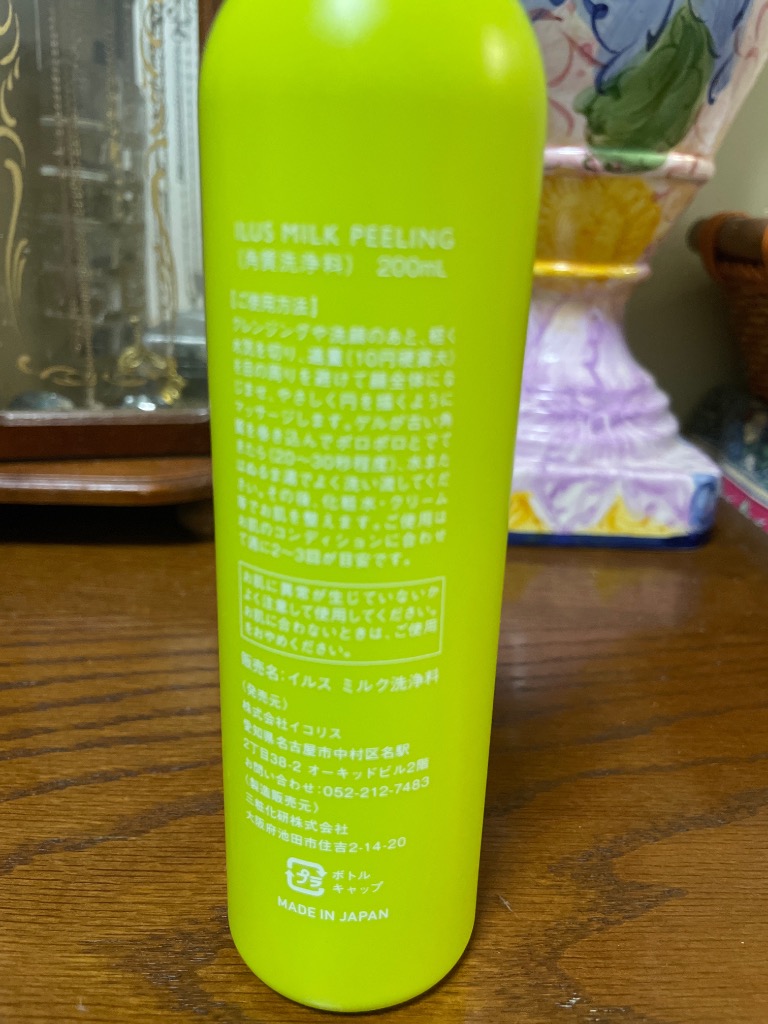 ILUS MILK PEELING
(角質洗浄料) 200mL
【ご使用方法】
クレンジングや洗顔のあと、軽く
水気を切り、適量(10円硬貨大)
を目の周りを避けて顔全体にな
じませ、やさしく円を描くように
マッサージします。ゲルが古い角
質を巻き込んでポロポロとでて
きたら(20〜30秒程度)、水また
はぬるま湯でよく洗い流してくだ
さい。その後、化粧水・クリーム
等でお肌を整えます。ご使用は
お肌のコンディションに合わせ
て週に2〜3回が目安です。
お肌に異常が生じていないか
よく注意して使用してください。
お肌に合わないときは、ご使用
をおやめください。
販売名:イルス ミルク洗浄料
(発売元)
株式会社イコリス
愛知県名古屋市中村区名駅
2丁目38-2 オーキッドビル2階
お問い合わせ:052-212-7483
(製造販売元)
三粧化研株式会社
大阪府池田市住吉2-14-20
プラ ボトル
キャップ
MADE IN JAPAN